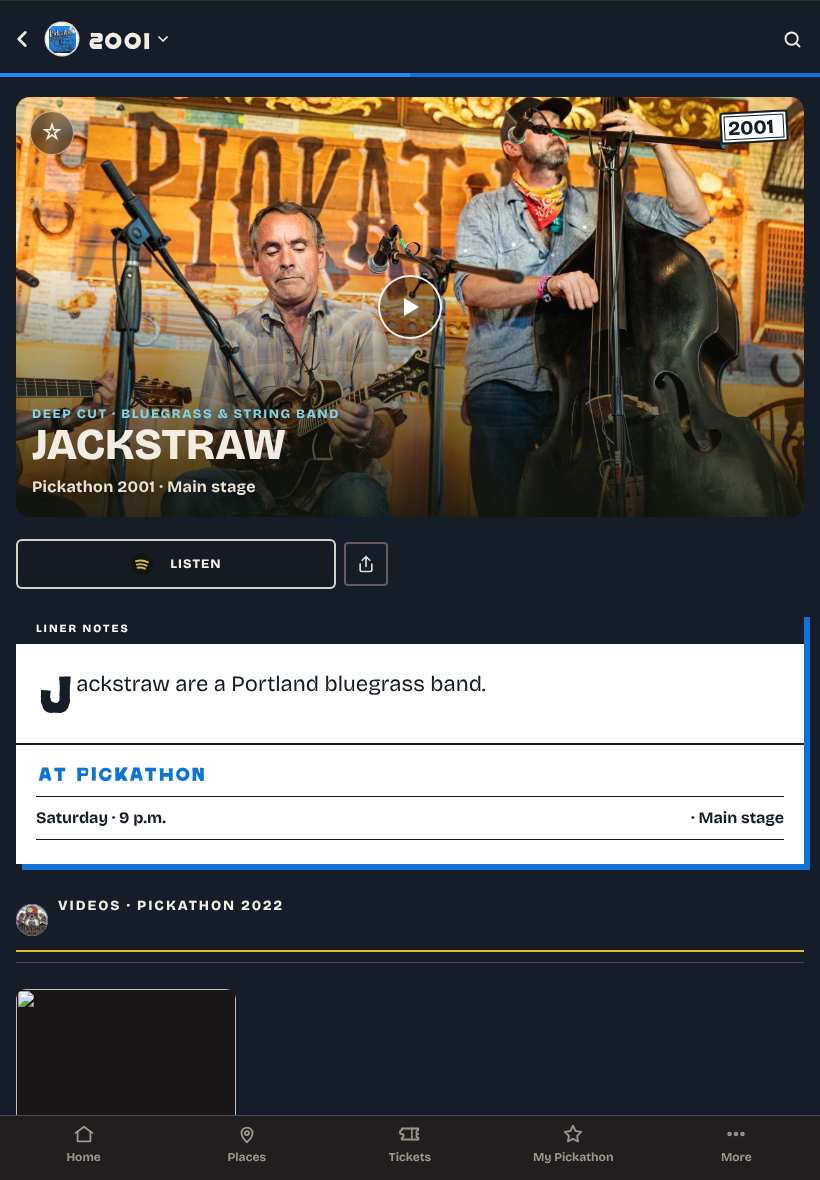 2001
2001
PICKATH
DEEP CUT · BLUEGRASS & STRING BAND
JACKSTRAW
Pickathon 2001 · Main stage
LISTEN
LINER NOTES
Jackstraw are a Portland bluegrass band.
AT PICKATHON
Saturday · 9 p.m.
· Main stage
VIDEOS · PICKATHON 2022
Home
Places
Tickets
My Pickathon
More